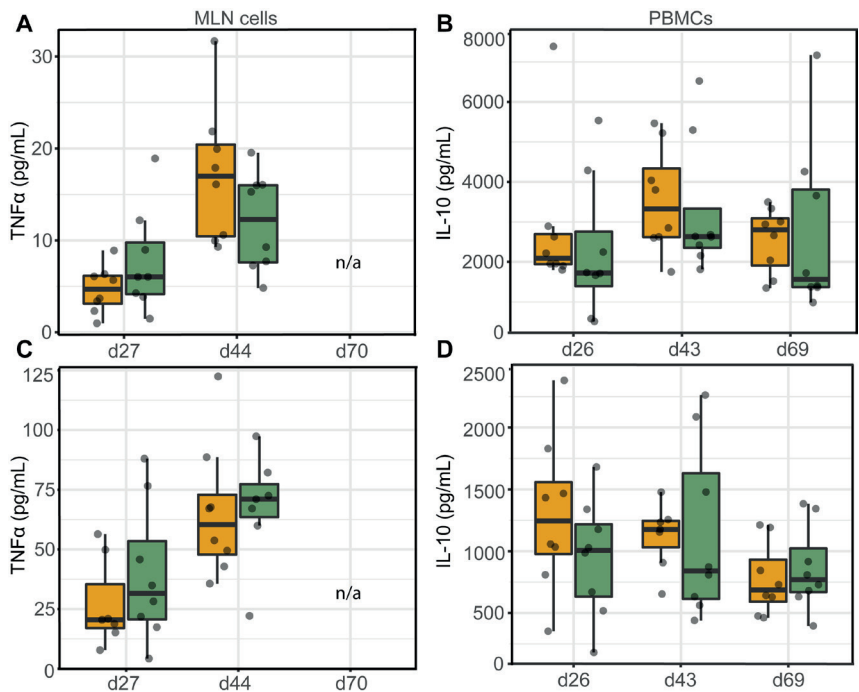 A
MLN cells
TNFα (pg/mL)
30
20
10
0
n/a
d27
d44
d70
B
PBMCs
IL-10 (pg/mL)
8000
6000
4000
2000
0
d26
d43
d69
C
TNFα (pg/mL)
125
100
75
50
25
0
n/a
d27
d44
d70
D
IL-10 (pg/mL)
2500
2000
1500
1000
500
0
d26
d43
d69